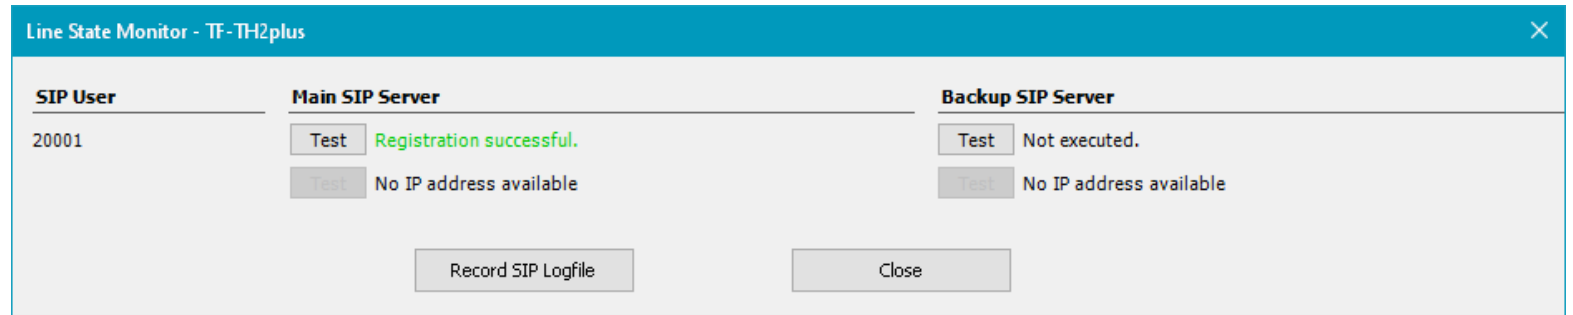 Line State Monitor - TF-TH2plus
SIP User Main SIP Server Backup SIP Server
20001 Test Registration successful. Test Not executed.
Test No IP address available Test No IP address available
Record SIP Logfile Close